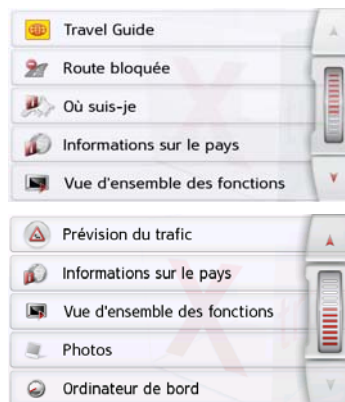 Travel Guide
Route bloquée
Où suis-je
Informations sur le pays
Vue d'ensemble des fonctions
Prévision du trafic
Informations sur le pays
Vue d'ensemble des fonctions
Photos
Ordinateur de bord